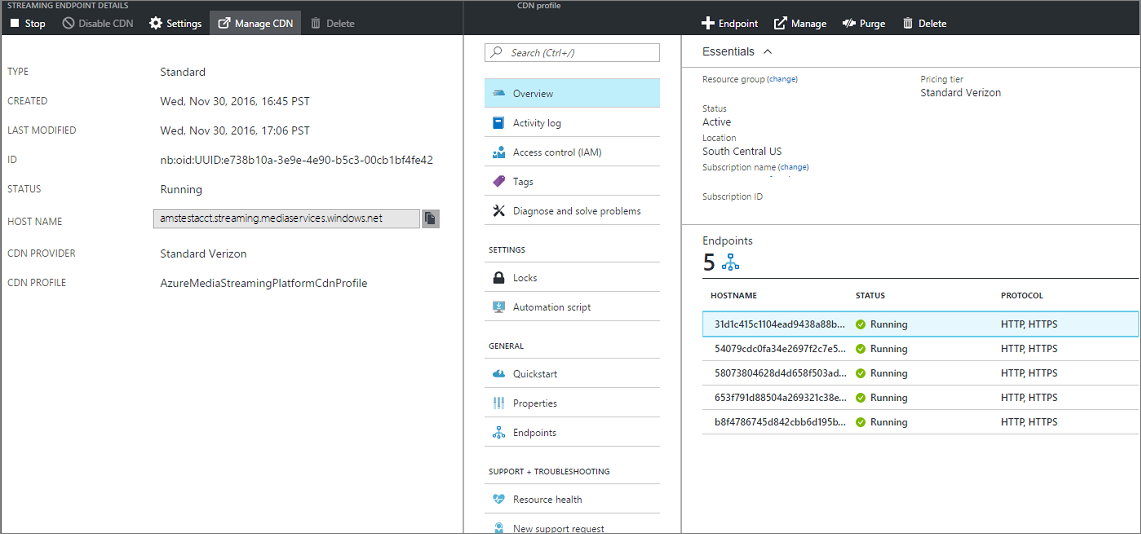 STREAMING ENDPOINT DETAILS
Stop Disable CDN Settings Manage CDN Delete
TYPE Standard
CREATED Wed, Nov 30, 2016, 16:45 PST
LAST MODIFIED Wed, Nov 30, 2016, 17:06 PST
ID nb:oid:UUID:e738b10a-3e9e-4e90-b5c3-00cb1bf4fe42
STATUS Running
HOST NAME amstestacct.streaming.mediaservices.windows.net
CDN PROVIDER Standard Verizon
CDN PROFILE AzureMediaStreamingPlatformCdnProfile
CDN profile
Search (Ctrl+/)
Overview
Activity log
Access control (IAM)
Tags
Diagnose and solve problems
SETTINGS
Locks
Automation script
GENERAL
Quickstart
Properties
Endpoints
SUPPORT + TROUBLESHOOTING
Resource health
New support request
Endpoint Manage Purge Delete
Essentials
Resource group (change)
Status
Active
Location
South Central US
Subscription name (change)
Subscription ID
Pricing tier
Standard Verizon
Endpoints
5
HOSTNAME STATUS PROTOCOL
31d1c415c1104ead9438a88b... Running HTTP, HTTPS
54079cdc0fa34e2697f2c7e5... Running HTTP, HTTPS
58073804628d4d658f503ad... Running HTTP, HTTPS
653f791d88504a269321c38e... Running HTTP, HTTPS
b8f4786745d842cbb6d195b... Running HTTP, HTTPS